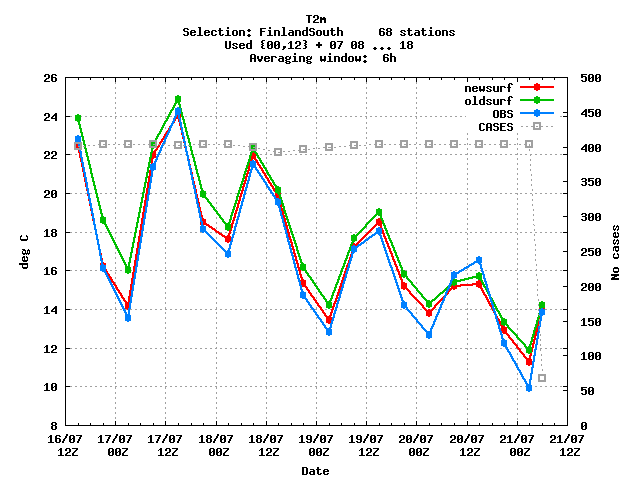 T2m
Selection: FinlandSouth     68 stations
Used {00,12} + 07 08 ... 18
Averaging window:  6h
newsurf
oldsurf
OBS
CASES
26
24
22
20
18
16
14
12
10
8
deg C
500
450
400
350
300
250
200
150
100
50
0
No cases
16/07 17/07 17/07 18/07 18/07 19/07 19/07 20/07 20/07 21/07 21/07
12Z 00Z 12Z 00Z 12Z 00Z 12Z 00Z 12Z 00Z 12Z
Date